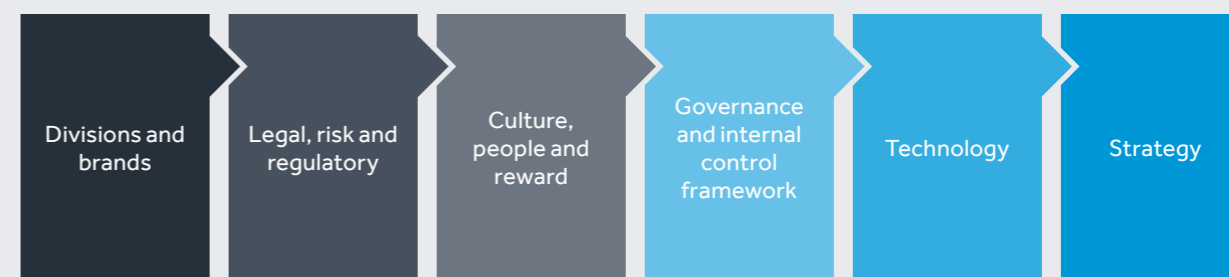 Divisions and
brands
Legal, risk and
regulatory
Culture,
people and
reward
Governance
and internal
control
framework
Technology
Strategy